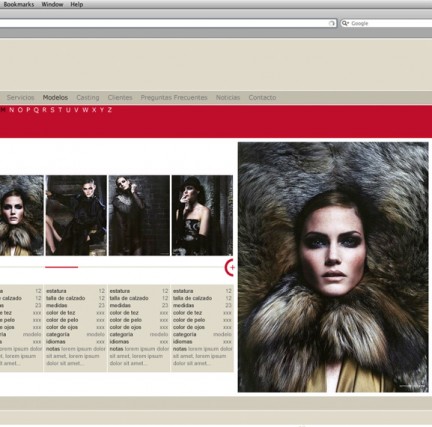 Bookmarks Window Help
Google
Servicios Modelos Casting Clientes Preguntas Frecuentes Noticias Contacto
N O P Q R S T U V W X Y Z
12 estatura 12 estatura 12 estatura 12
calzado 12 talla de calzado 12 talla de calzado 12 talla de calzado 12
23 medidas 23 medidas 23 medidas 23
de tez xxx color de tez xxx color de tez xxx color de tez xxx
de pelo xxx color de pelo xxx color de pelo xxx color de pelo xxx
de ojos xxx color de ojos xxx color de ojos xxx color de ojos xxx
modelo categoria modelo categoria modelo categoria modelo
xxx idiomas xxx idiomas xxx idiomas xxx
lorem ipsum dolor notas lorem ipsum dolor notas lorem ipsum dolor notas lorem ipsum dolor
lorem ipsum sit amet, lorem ipsum sit amet, lorem ipsum sit amet, lorem ipsum
dolor sit amet... dolor sit amet... dolor sit amet...